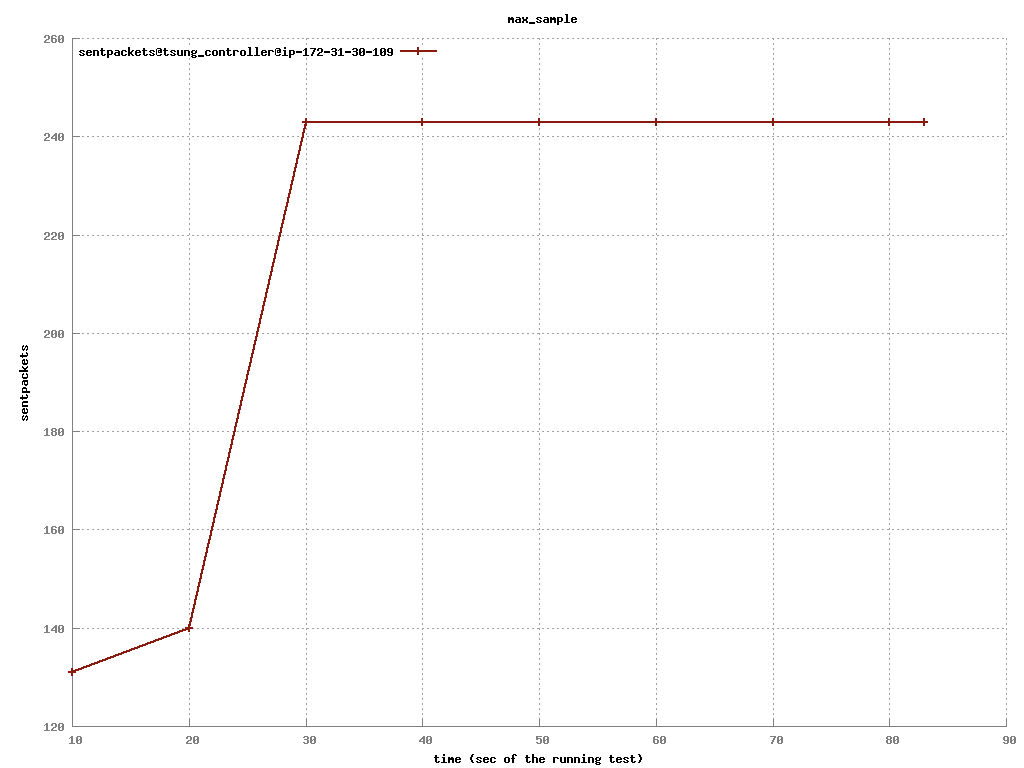 max_sample
sentpackets@tsung_controller@ip-172-31-30-109
260
240
220
200
180
160
140
120
sentpackets
10 20 30 40 50 60 70 80 90
time (sec of the running test)